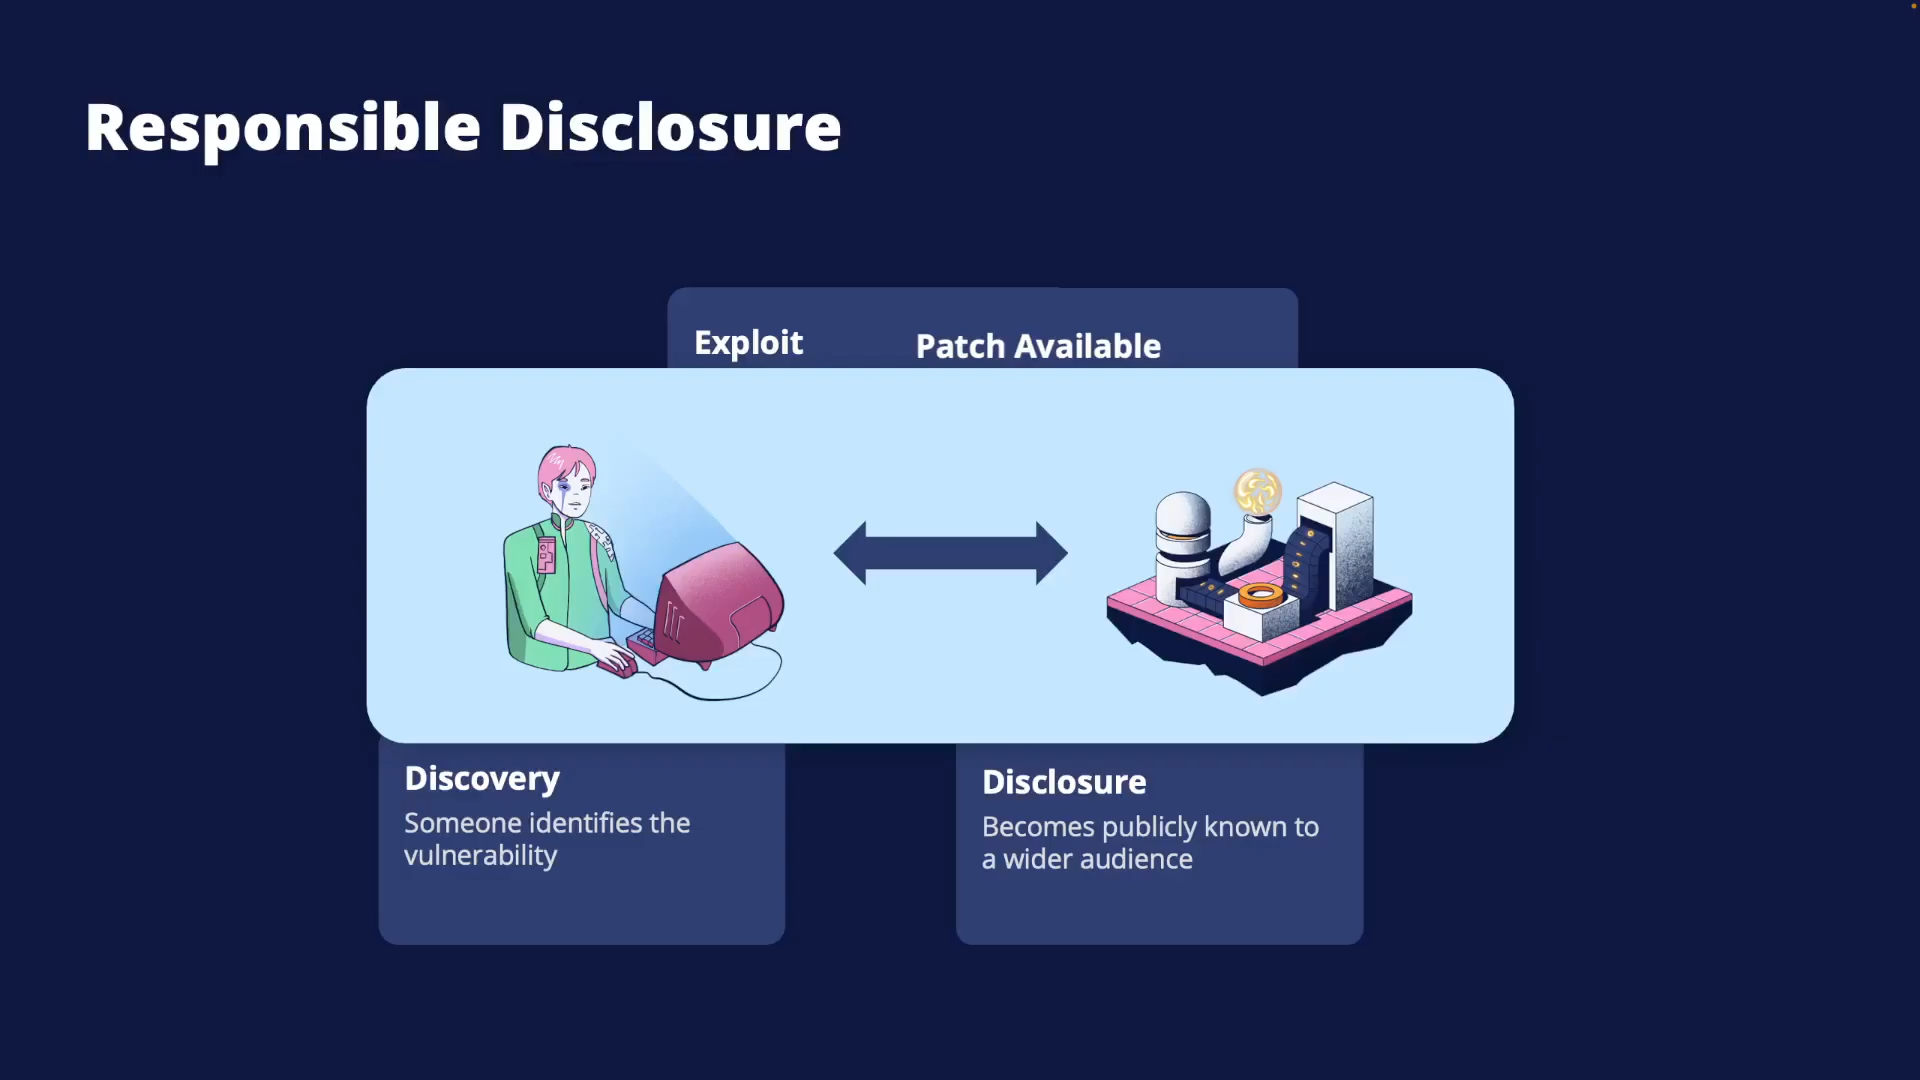 Responsible Disclosure
Exploit
Patch Available
Discovery
Someone identifies the
vulnerability
Disclosure
Becomes publicly known to
a wider audience